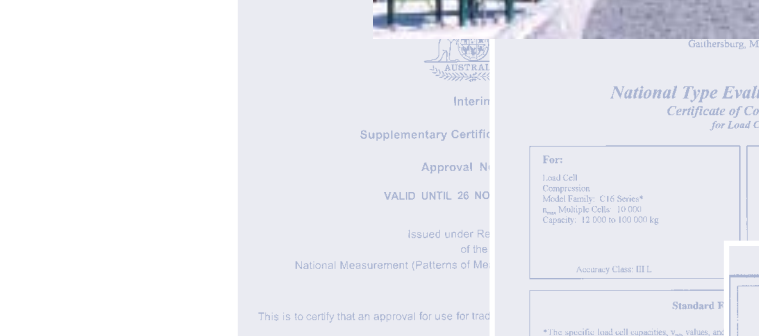 AUSTRAL
Interin
Supplementary Certific
Approval N
VALID UNTIL 26 NO
Issued under Re
of the
National Measurement (Patterns of Me
This is to certify that an approval for use for trad
Gaithersburg, M
National Type Eval
Certificate of Co
for Load C
For:
Load Cell
Compression
Model Family: C16 Series*
nmax Multiple Cells: 10 000
Capacity: 12 000 to 100 000 kg
Accuracy Class: III L
Standard F
*The specific load cell capacities, vmin values, and